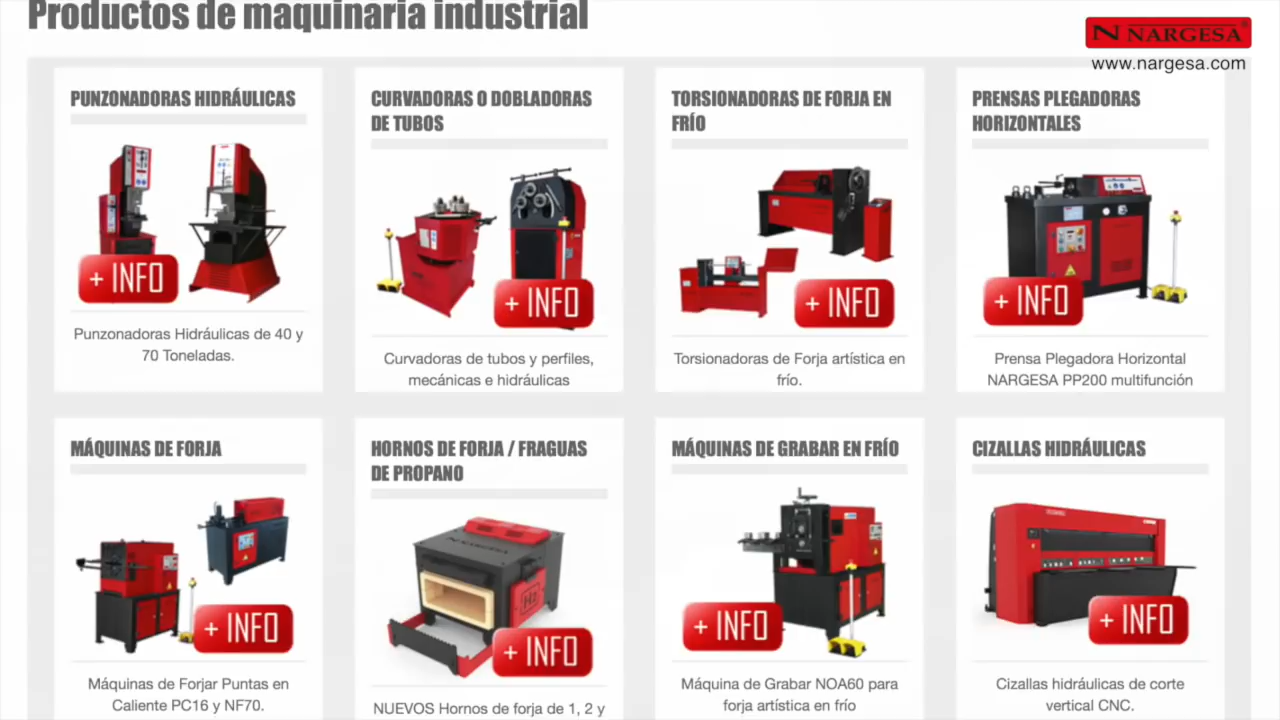 Productos de maquinaria industrial
NARGESA
www.nargesa.com
PUNZONADORAS HIDRÁULICAS
+ INFO
Punzonadoras Hidráulicas de 40 y
70 Toneladas.
CURVADORAS O DOBLADORAS
DE TUBOS
+ INFO
Curvadoras de tubos y perfiles,
mecánicas e hidráulicas
TORSIONADORAS DE FORJA EN
FRÍO
+ INFO
Torsionadoras de Forja artística en
frío.
PRENSAS PLEGADORAS
HORIZONTALES
+ INFO
Prensa Plegadora Horizontal
NARGESA PP200 multifunción
MÁQUINAS DE FORJA
+ INFO
Máquinas de Forjar Puntas en
Caliente PC16 y NF70.
HORNOS DE FORJA / FRAGUAS
DE PROPANO
NARGESA
H2
+ INFO
NUEVOS Hornos de forja de 1, 2 y
MÁQUINAS DE GRABAR EN FRÍO
+ INFO
Máquina de Grabar NOA60 para
forja artística en frío
CIZALLAS HIDRÁULICAS
+ INFO
Cizallas hidráulicas de corte
vertical CNC.